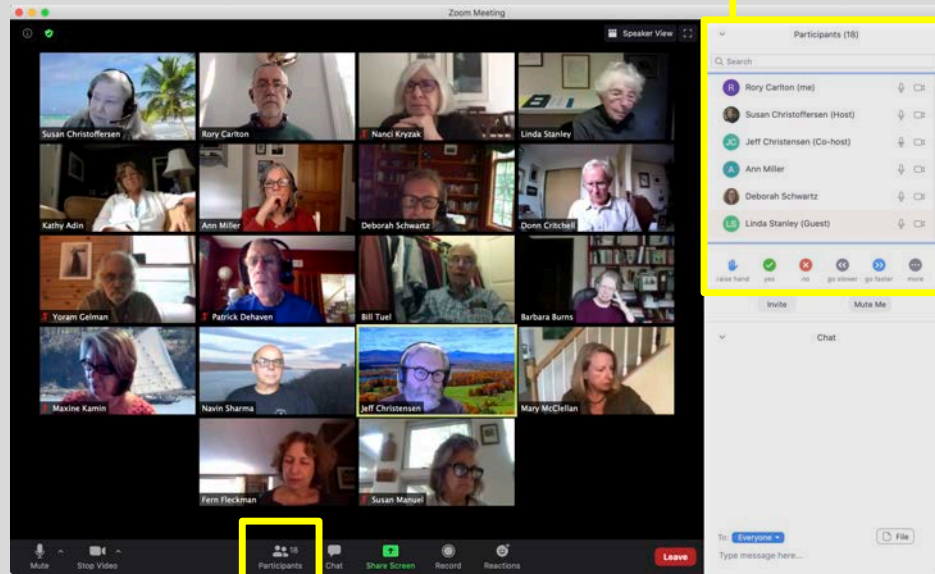 Zoom Meeting
Speaker View
Susan Christoffersen
Rory Carlton
Nanci Kryzak
Linda Stanley
Kathy Adin
Ann Miller
Deborah Schwartz
Donn Critchell
Yoram Gelman
Patrick Dehaven
Bill Tuel
Barbara Burns
Maxine Kamin
Navin Sharma
Jeff Christensen
Mary McClellan
Fern Fleckman
Susan Manuel
Mute
Stop Video
18
Participants
Chat
Share Screen
Record
Reactions
Leave
Participants (18)
Search
R Rory Carlton (me)
Susan Christoffersen (Host)
JC Jeff Christensen (Co-host)
A Ann Miller
Deborah Schwartz
LS Linda Stanley (Guest)
raise hand yes no go slower go faster more
Invite Mute Me
Chat
To: Everyone File
Type message here...